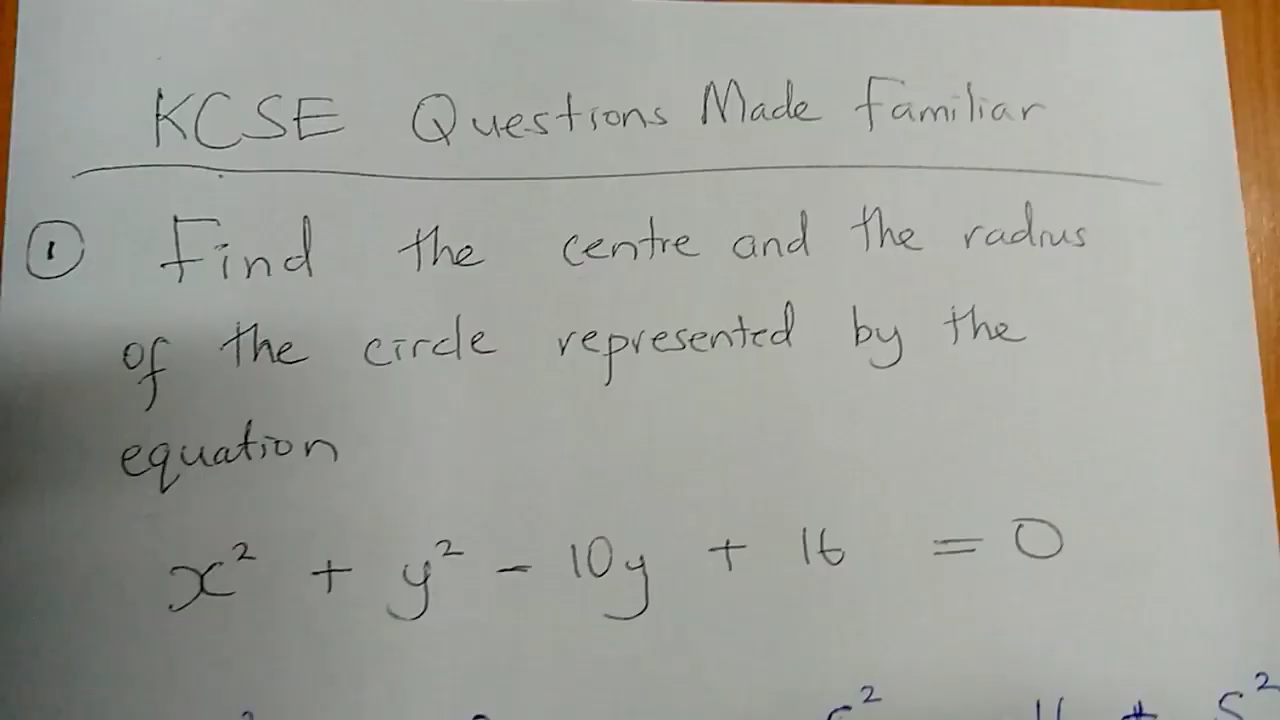 KCSE Questions Made Familiar
① Find the centre and the radius
of the circle represented by the
equation
x² + y² - 10y + 16 = 0